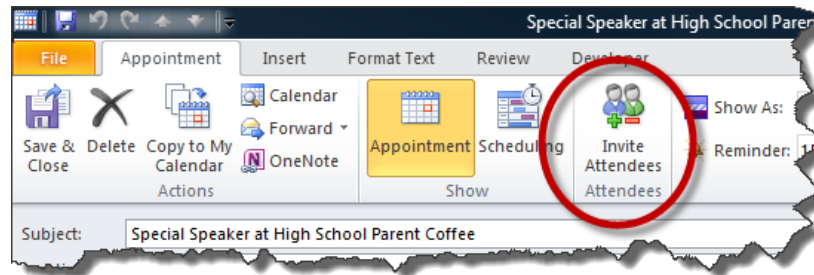 Special Speaker at High School Paren
File Appointment Insert Format Text Review Developer
Save & Close
Delete
Copy to My Calendar
Calendar
Forward
OneNote
Actions
Appointment
Scheduling
Show
Invite Attendees
Attendees
Show As:
Reminder: 15
Subject: Special Speaker at High School Parent Coffee